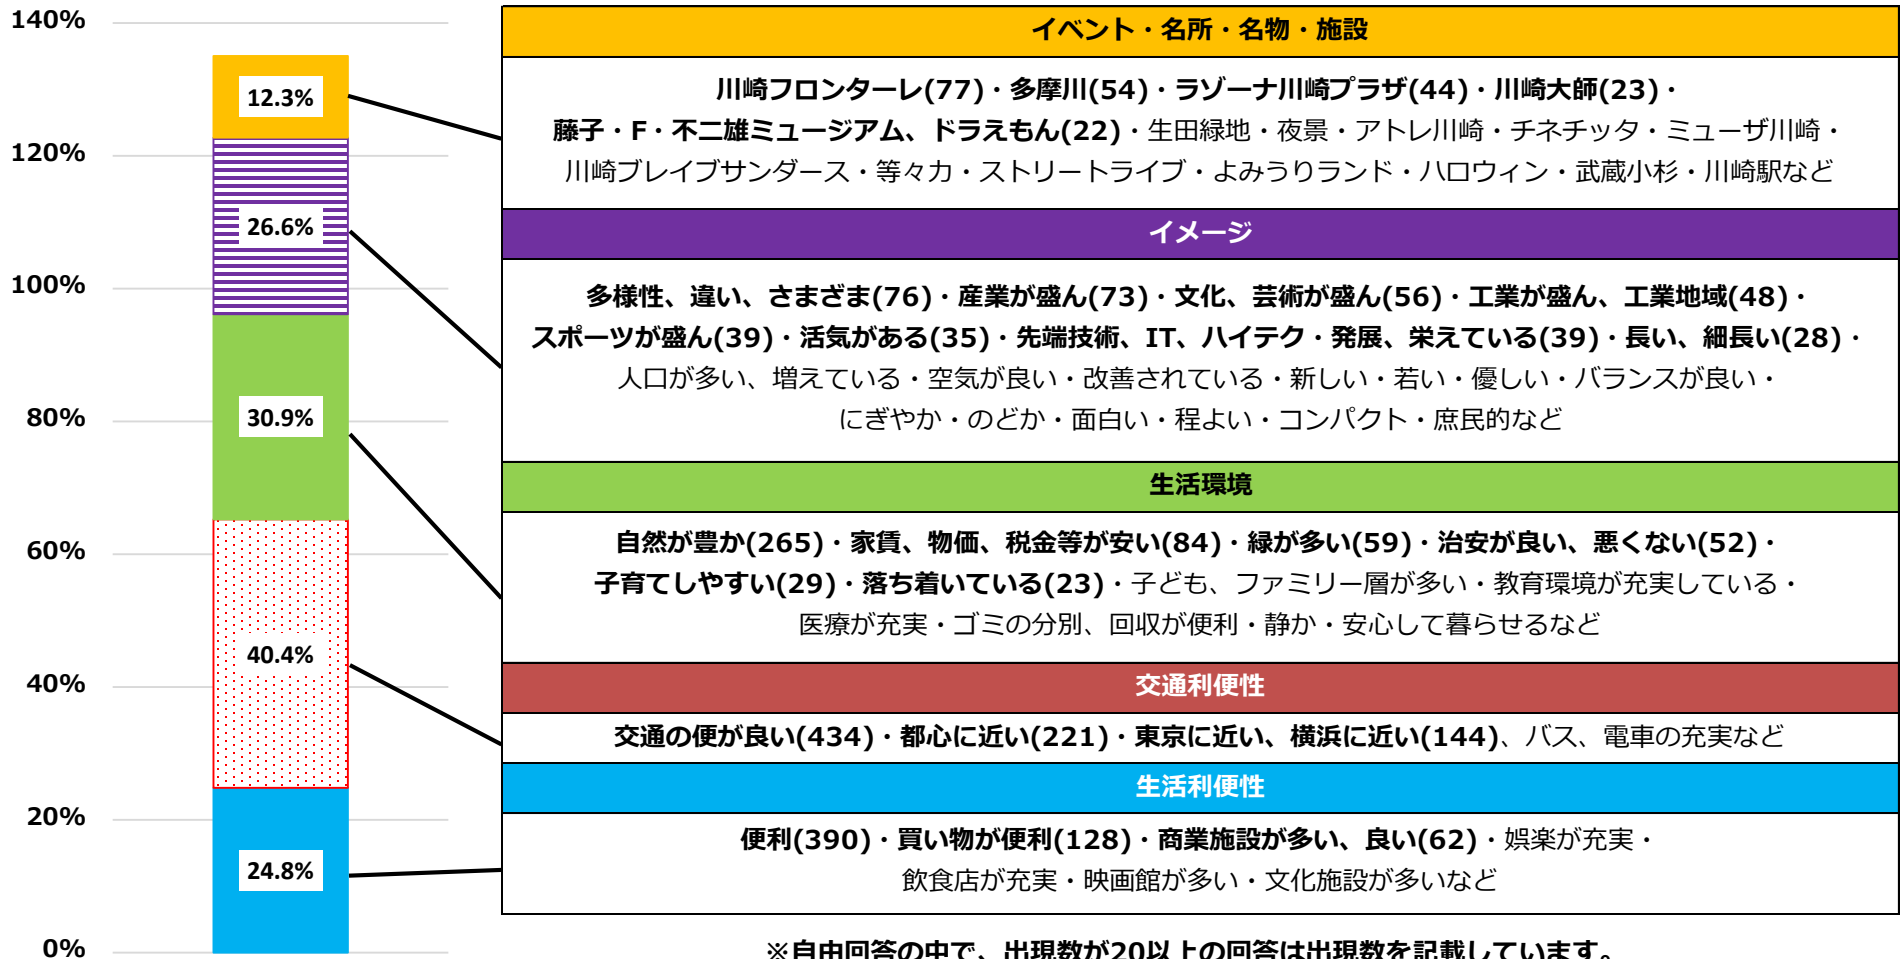 140%
120%
100%
80%
60%
40%
20%
0%
12.3%
26.6%
30.9%
40.4%
24.8%
イベント・名所・名物・施設
川崎フロンターレ(77)・多摩川(54)・ラゾーナ川崎プラザ(44)・川崎大師(23)・
藤子・F・不二雄ミュージアム、ドラえもん(22)・生田緑地・夜景・アトレ川崎・チネチッタ・ミューザ川崎・
川崎ブレイブサンダース・等々力・ストリートライブ・よみうりランド・ハロウィン・武蔵小杉・川崎駅など
イメージ
多様性、違い、さまざま(76)・産業が盛ん(73)・文化、芸術が盛ん(56)・工業が盛ん、工業地域(48)・
スポーツが盛ん(39)・活気がある(35)・先端技術、IT、ハイテク・発展、栄えている(39)・長い、細長い(28)・
人口が多い、増えている・空気が良い・改善されている・新しい・若い・優しい・バランスが良い・
にぎやか・のどか・面白い・程よい・コンパクト・庶民的など
生活環境
自然が豊か(265)・家賃、物価、税金等が安い(84)・緑が多い(59)・治安が良い、悪くない(52)・
子育てしやすい(29)・落ち着いている(23)・子ども、ファミリー層が多い・教育環境が充実している・
医療が充実・ゴミの分別、回収が便利・静か・安心して暮らせるなど
交通利便性
交通の便が良い(434)・都心に近い(221)・東京に近い、横浜に近い(144)、バス、電車の充実など
生活利便性
便利(390)・買い物が便利(128)・商業施設が多い、良い(62)・娯楽が充実・
飲食店が充実・映画館が多い・文化施設が多いなど
※自由回答の中で、出現数が20以上の回答は出現数を記載しています。